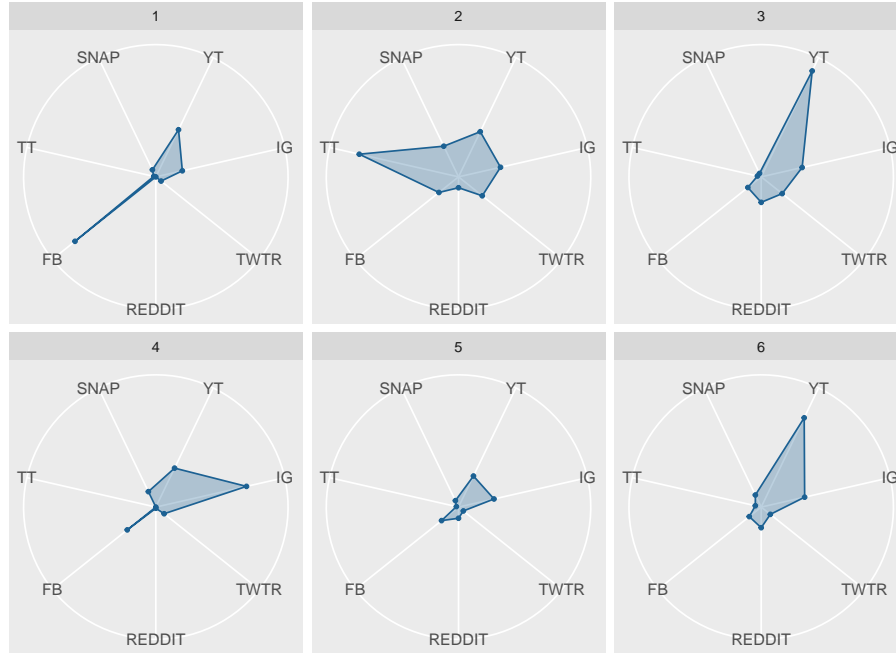 1
SNAP YT
TT IG
FB TWTR
REDDIT
2
SNAP YT
TT IG
FB TWTR
REDDIT
3
SNAP YT
TT IG
FB TWTR
REDDIT
4
SNAP YT
TT IG
FB TWTR
REDDIT
5
SNAP YT
TT IG
FB TWTR
REDDIT
6
SNAP YT
TT IG
FB TWTR
REDDIT